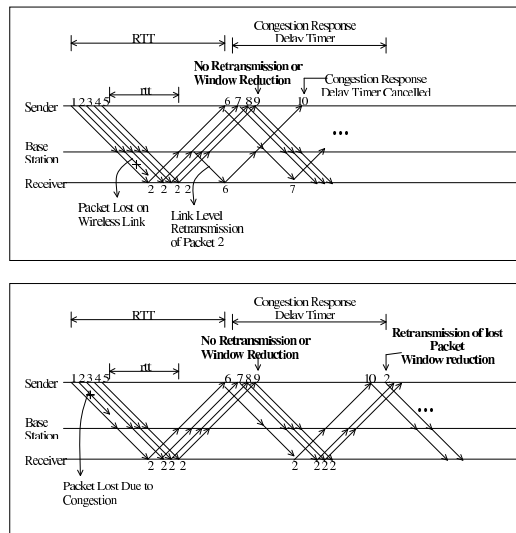 Congestion Response
RTT
Delay Timer
No Retransmission or
Window Reduction
Congestion Response
Delay Timer Cancelled
rtt
1 2 3 4 5
6 7 8 9
10
Sender
...
Base
Station
Receiver
2 2 2 2
6
7
Packet Lost on
Wireless Link
Link Level
Retransmission
of Packet 2
Congestion Response
RTT
Delay Timer
No Retransmission or
Window Reduction
Retransmission of lost
Packet
Window reduction
rtt
1 2 3 4 5
6 7 8 9
10 2
Sender
...
Base
Station
Receiver
2 2 2 2
2 2 2 2
Packet Lost Due to
Congestion